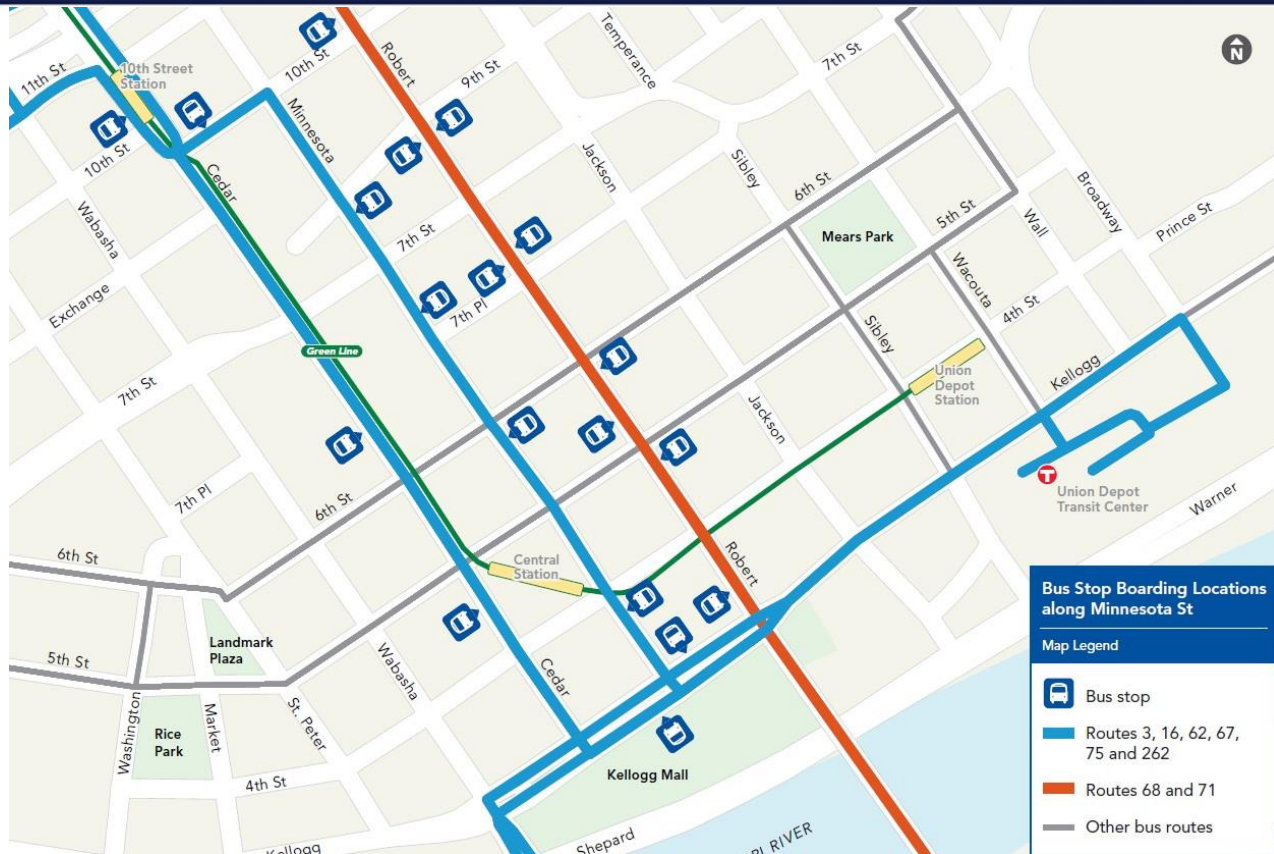 11th St
10th Street
Station
10th St
10th St
Robert
9th St
Temperance
7th St
N
Minnesota
Cedar
Wabasha
Jackson
Sibley
6th St
Mears Park
5th St
Wall
Broadway
Prince St
Wacouta
4th St
Exchange
7th St
7th Pl
Green Line
Sibley
Kellogg
Union
Depot
Station
7th St
Jackson
7th Pl
6th St
T
Union Depot
Transit Center
Warner
6th St
Central
Station
Robert
Landmark
Plaza
5th St
Wabasha
Cedar
Washington
Rice
Park
Market
St. Peter
4th St
Kellogg Mall
Kellogg
Shepard
PI RIVER
Bus Stop Boarding Locations
along Minnesota St
Map Legend
Bus stop
Routes 3, 16, 62, 67,
75 and 262
Routes 68 and 71
Other bus routes